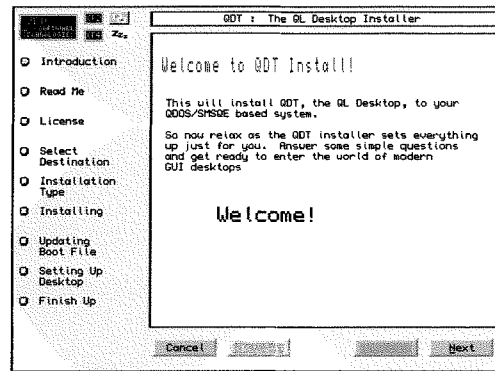 QDT : The QL Desktop Installer
Zzz
Introduction
Read Me
License
Select
Destination
Installation
Type
Installing
Updating
Boot File
Setting Up
Desktop
Finish Up
Welcome to QDT Install!
This will install QDT, the QL Desktop, to your
QDOS/SMSQE based system.
So now relax as the QDT installer sets everything
up just for you. Answer some simple questions
and get ready to enter the world of modern
GUI desktops
Welcome!
Cancel
Next